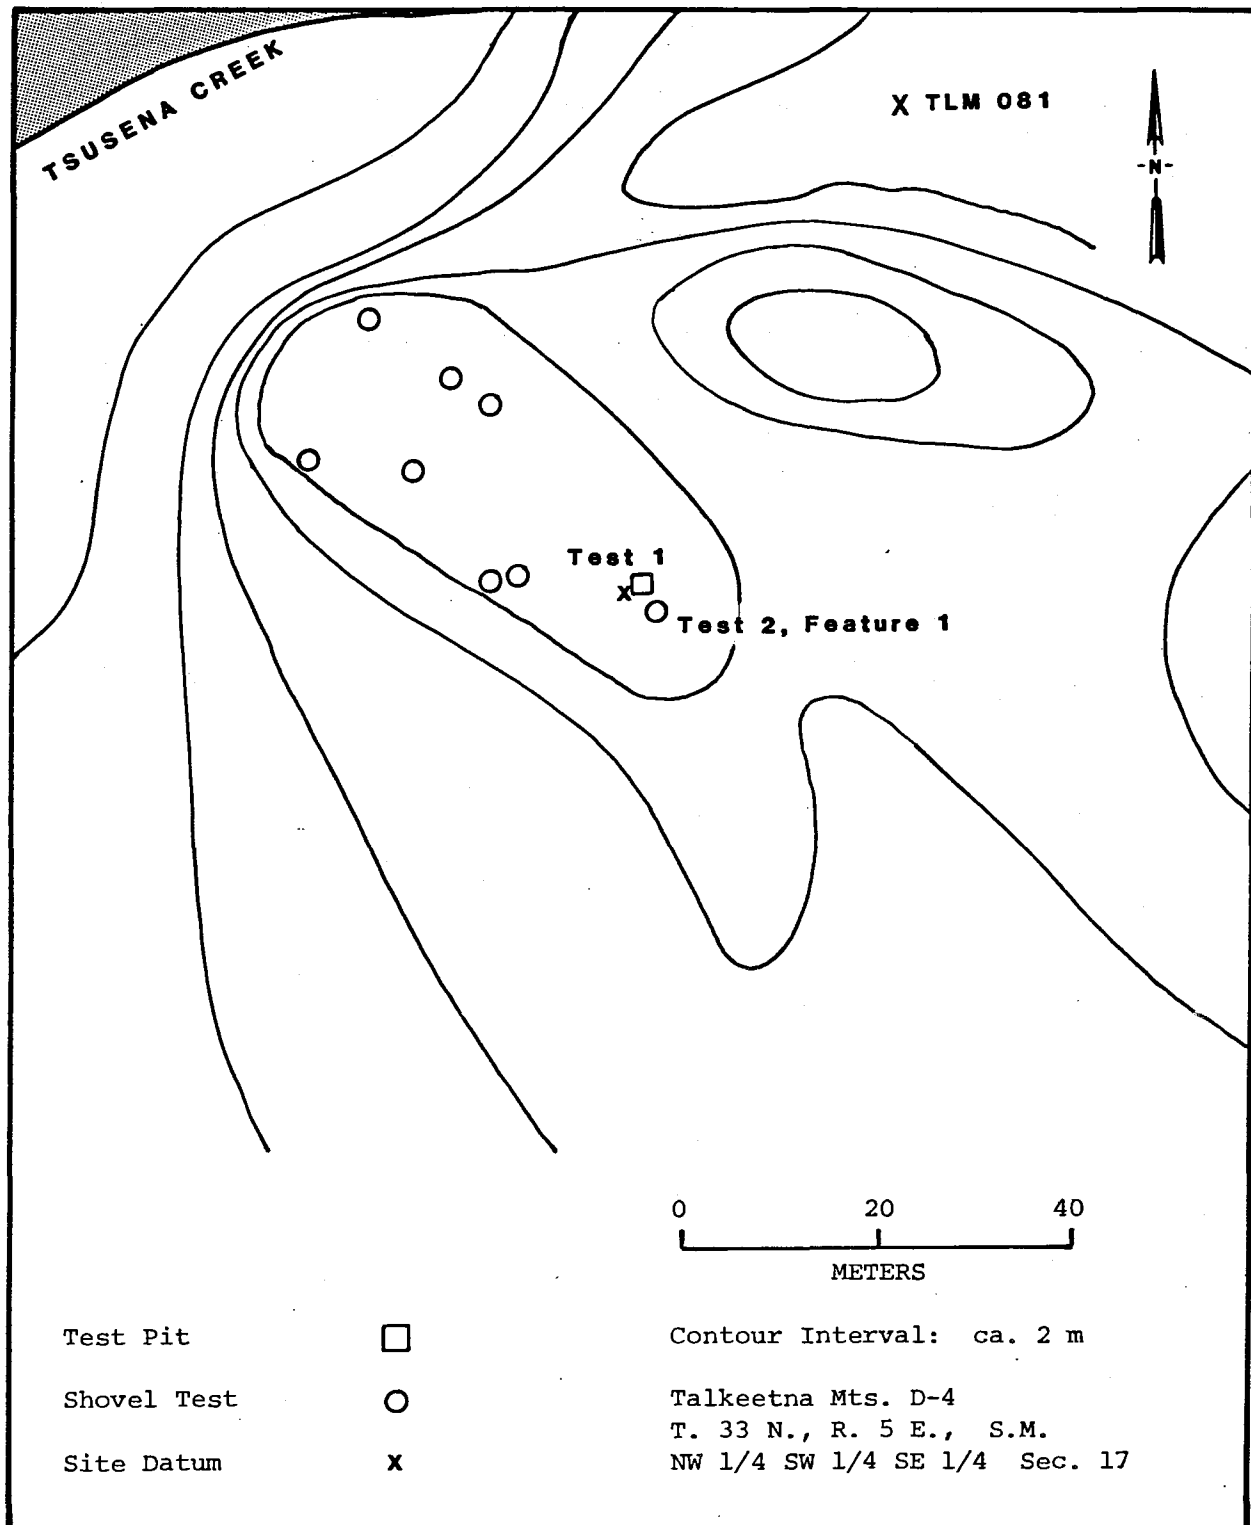 TSUSENA CREEK
X TLM 081
-N-
Test 1
x
Test 2, Feature 1
0 20 40
METERS
Test Pit
Contour Interval: ca. 2 m
Shovel Test
Talkeetna Mts. D-4
T. 33 N., R. 5 E., S.M.
Site Datum x
NW 1/4 SW 1/4 SE 1/4 Sec. 17